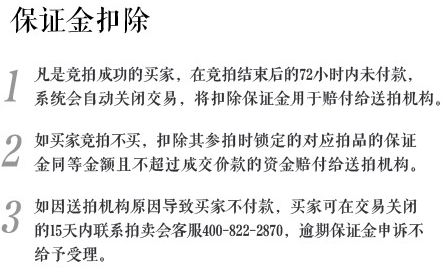 保证金扣除
1 凡是竞拍成功的买家，在竞拍结束后的72小时内未付款，
系统会自动关闭交易，将扣除保证金用于赔付给送拍机构。
2 如买家竞拍不买，扣除其参拍时锁定的对应拍品的保证
金同等金额且不超过成交价款的资金赔付给送拍机构。
3 如因送拍机构原因导致买家不付款，买家可在交易关闭
的15天内联系拍卖会客服400-822-2870，逾期保证金申诉不
给予受理。